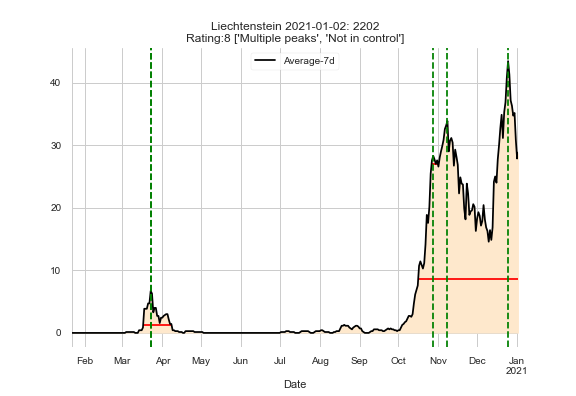 Liechtenstein 2021-01-02: 2202
Rating:8 ['Multiple peaks', 'Not in control']
Average-7d
40
30
20
10
0
Feb Mar Apr May Jun Jul Aug Sep Oct Nov Dec Jan
2021
Date